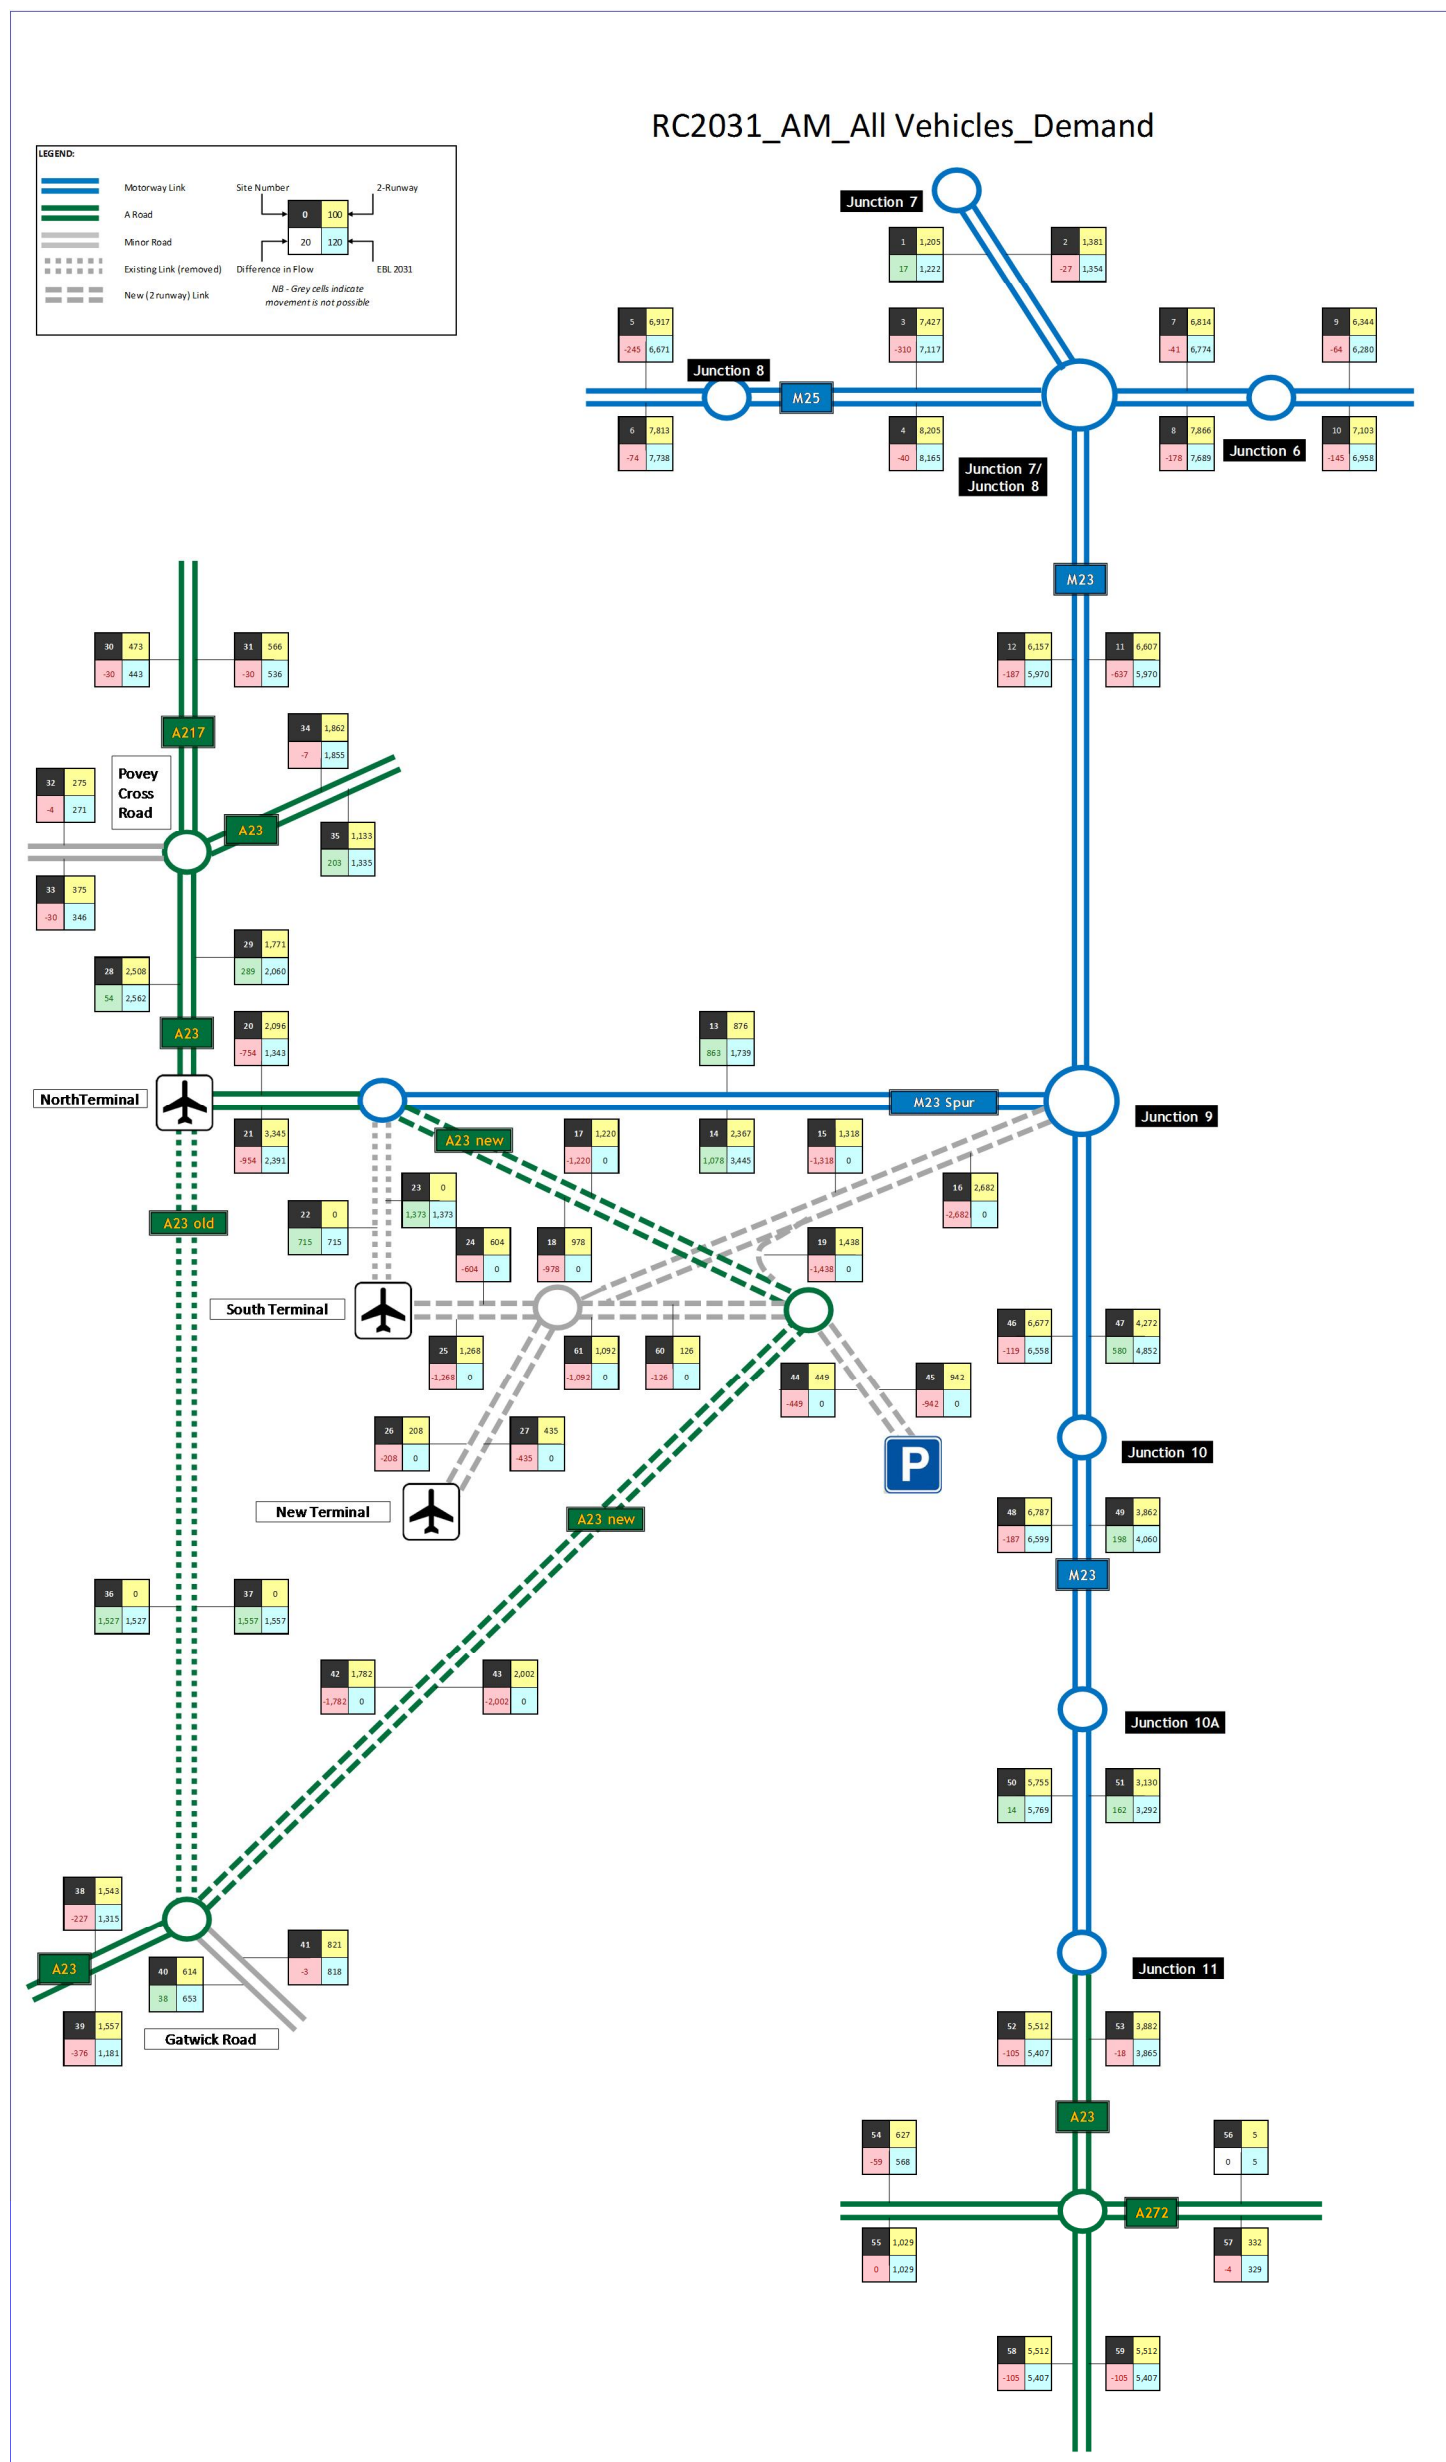 RC2031_AM_All Vehicles_Demand
LEGEND:
Motorway Link
A Road
Minor Road
Existing Link (removed)
New (2 runway) Link
Site Number
2-Runway
0 100
20 120
Difference in Flow
EBL 2031
NB - Grey cells indicate
movement is not possible
Junction 7
1 1,205
17 1,222
2 1,381
-27 1,354
5 6,917
-245 6,671
3 7,427
-310 7,117
7 6,814
-41 6,774
9 6,344
-64 6,280
Junction 8
M25
6 7,813
-74 7,738
4 8,205
-40 8,165
8 7,866
-178 7,689
10 7,103
-145 6,958
Junction 6
Junction 7/
Junction 8
M23
12 6,157
-187 5,970
11 6,607
-637 5,970
30 473
-30 443
31 566
-30 536
A217
34 1,862
-7 1,855
Povey
Cross
Road
32 275
-4 271
A23
35 1,133
203 1,335
33 375
-30 346
29 1,771
289 2,060
28 2,508
54 2,562
A23
20 2,096
-754 1,343
13 876
863 1,739
NorthTerminal
M23 Spur
Junction 9
21 3,345
-954 2,391
A23 new
17 1,220
-1,220 0
14 2,367
1,078 3,445
15 1,318
-1,318 0
16 2,682
-2,682 0
23 0
1,373 1,373
22 0
715 715
A23 old
24 604
-604 0
18 978
-978 0
19 1,438
-1,438 0
South Terminal
25 1,268
-1,268 0
61 1,092
-1,092 0
60 126
-126 0
44 449
-449 0
45 942
-942 0
46 6,677
-119 6,558
47 4,272
580 4,852
26 208
-208 0
27 435
-435 0
P
Junction 10
New Terminal
A23 new
48 6,787
-187 6,599
49 3,862
198 4,060
M23
36 0
1,527 1,527
37 0
1,557 1,557
42 1,782
-1,782 0
43 2,002
-2,002 0
Junction 10A
50 5,755
14 5,769
51 3,130
162 3,292
38 1,543
-227 1,315
41 821
-3 818
A23
40 614
38 653
39 1,557
-376 1,181
Gatwick Road
Junction 11
52 5,512
-105 5,407
53 3,882
-18 3,865
A23
54 627
-59 568
56 5
0 5
A272
55 1,029
0 1,029
57 332
-4 329
58 5,512
-105 5,407
59 5,512
-105 5,407